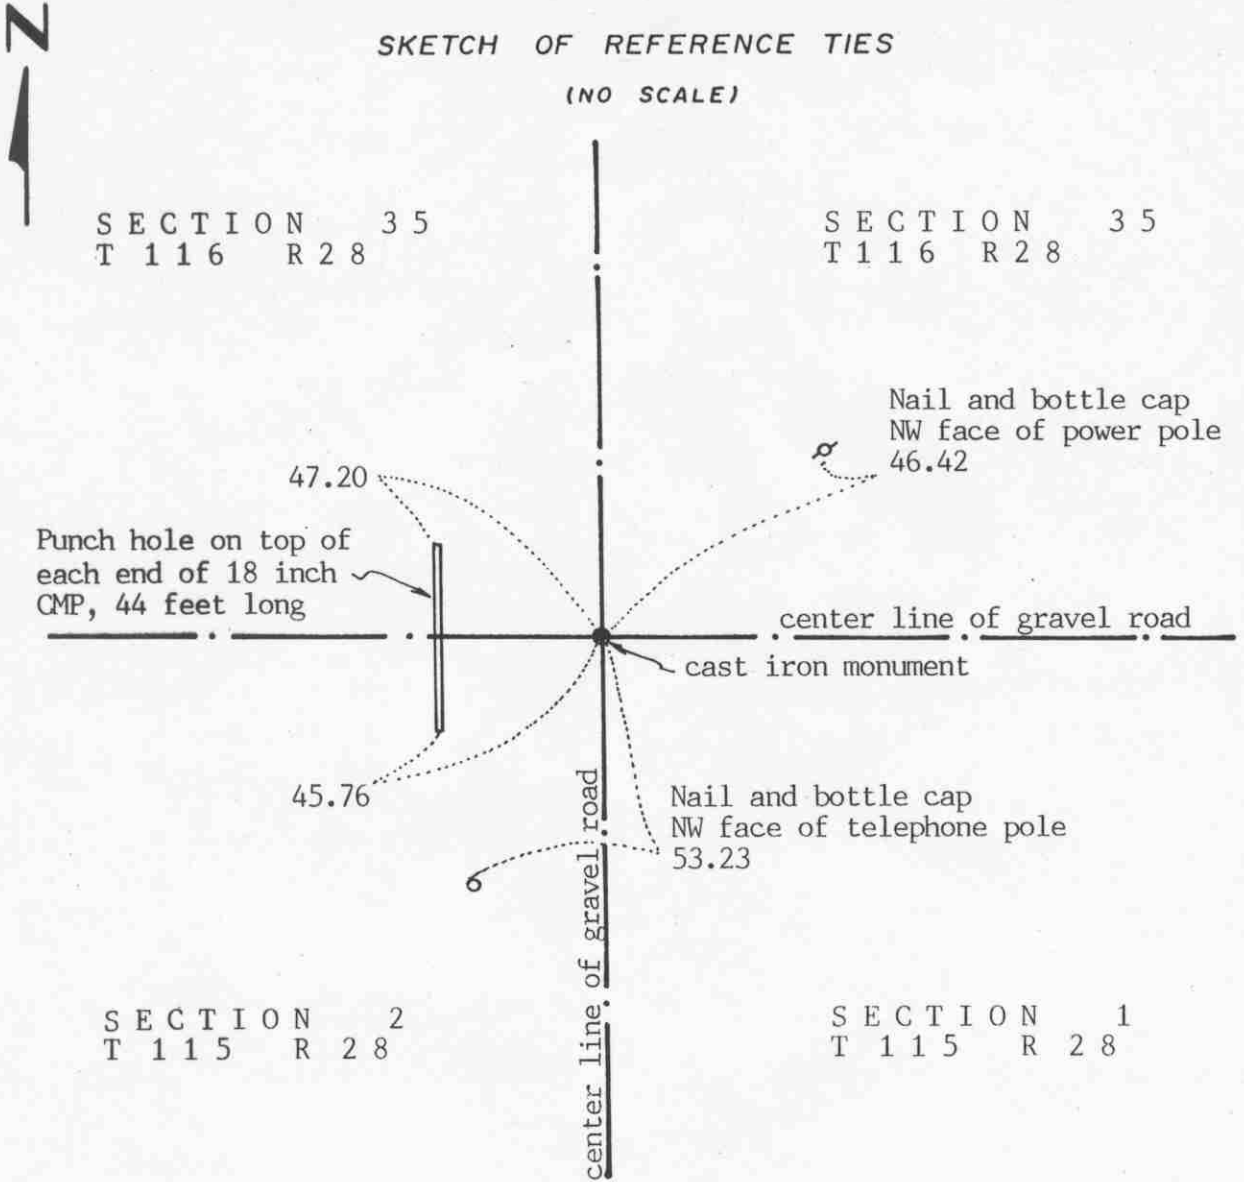 N
SKETCH OF REFERENCE TIES
(NO SCALE)
SECTION 35
T 116 R28
SECTION 35
T116 R28
Nail and bottle cap
NW face of power pole
46.42
47.20
Punch hole on top of
each end of 18 inch
CMP, 44 feet long
center line of gravel road
cast iron monument
45.76
Nail and bottle cap
NW face of telephone pole
53.23
center line of gravel road
SECTION 2
T 115 R 28
SECTION 1
T 115 R 28